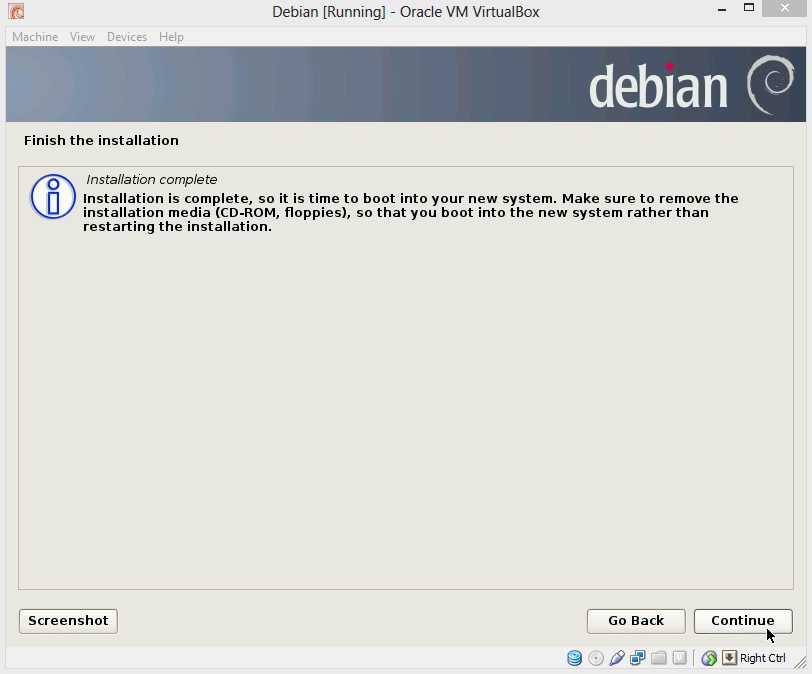 Debian [Running] - Oracle VM VirtualBox
Machine View Devices Help
debian
Finish the installation
Installation complete
Installation is complete, so it is time to boot into your new system. Make sure to remove the
installation media (CD-ROM, floppies), so that you boot into the new system rather than
restarting the installation.
Screenshot Go Back Continue
Right Ctrl